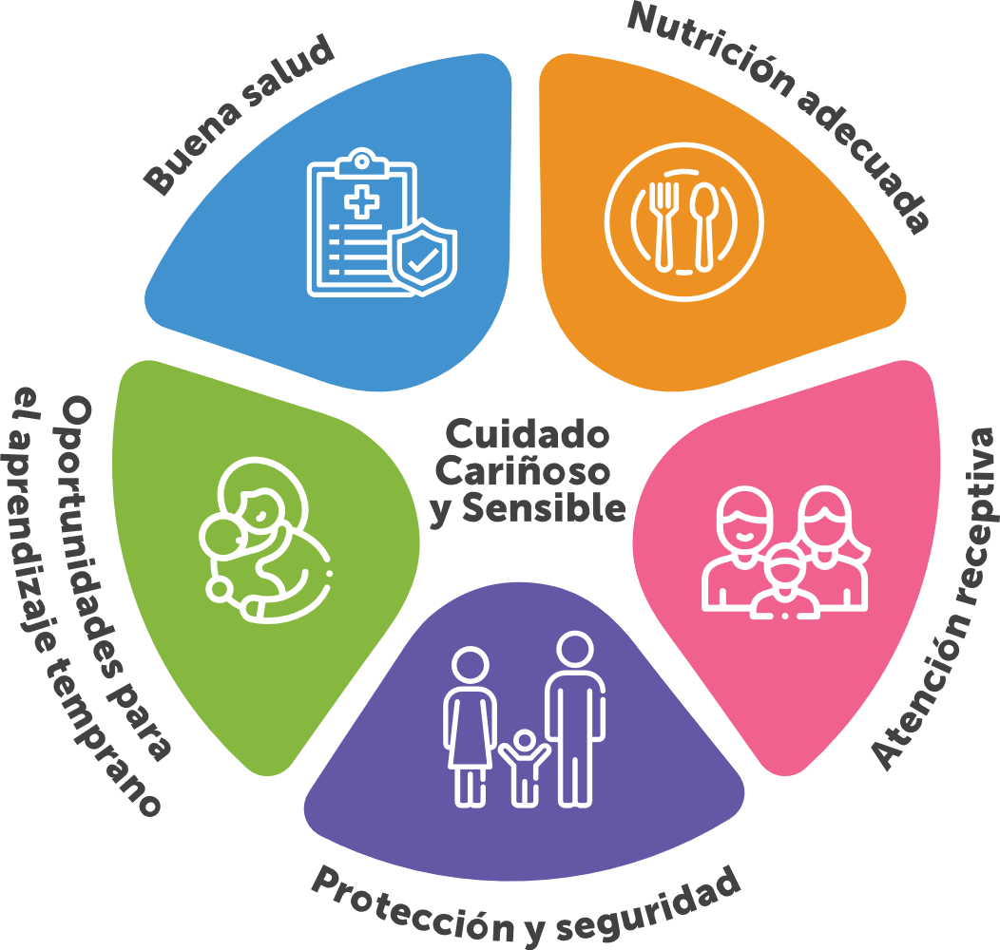 Buena salud
Nutrición adecuada
Oportunidades para
el aprendizaje temprano
Cuidado
Cariñoso
y Sensible
Atención receptiva
Protección y seguridad